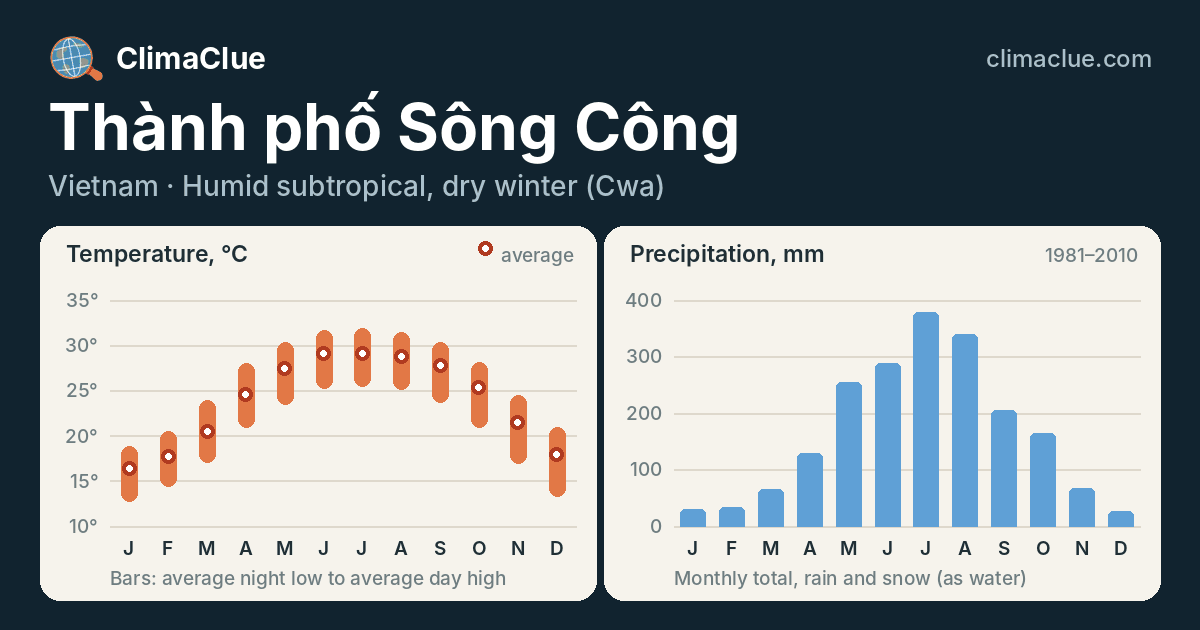 ClimaClue
climaclue.com
Thành phố Sông Công
Vietnam · Humid subtropical, dry winter (Cwa)
Temperature, °C
average
35°
30°
25°
20°
15°
10°
J F M A M J J A S O N D
Bars: average night low to average day high
Precipitation, mm
1981–2010
400
300
200
100
0
J F M A M J J A S O N D
Monthly total, rain and snow (as water)